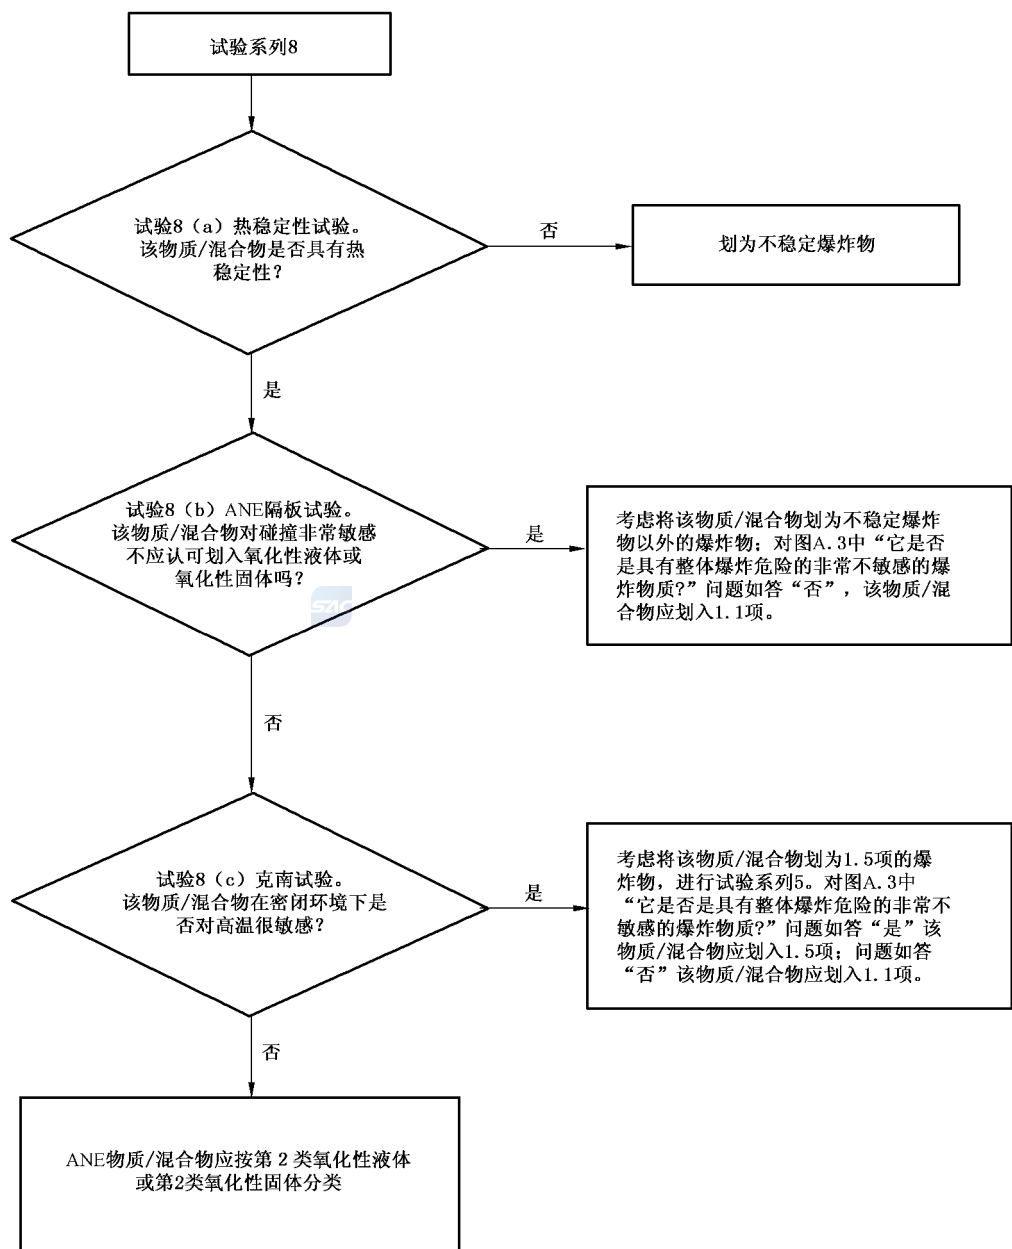 试验系列8
试验8（a）热稳定性试验。
该物质/混合物是否具有热
稳定性？
否
划为不稳定爆炸物
是
试验8（b）ANE隔板试验。
该物质/混合物对碰撞非常敏感
不应认可划入氧化性液体或
氧化性固体吗？
是
考虑将该物质/混合物划为不稳定爆炸
物以外的爆炸物；对图A.3中“它是否
是具有整体爆炸危险的非常不敏感的爆
炸物质?”问题如答“否”，该物质/混
合物应划入1.1项。
SAC
否
试验8（c）克南试验。
该物质/混合物在密闭环境下是
否对高温很敏感？
是
考虑将该物质/混合物划为1.5项的爆
炸物，进行试验系列5。对图A.3中
“它是否是具有整体爆炸危险的非常不
敏感的爆炸物质?”问题如答“是”该
物质/混合物应划入1.5项；问题如答
“否”该物质/混合物应划入1.1项。
否
ANE物质/混合物应按第 2 类氧化性液体
或第2类氧化性固体分类